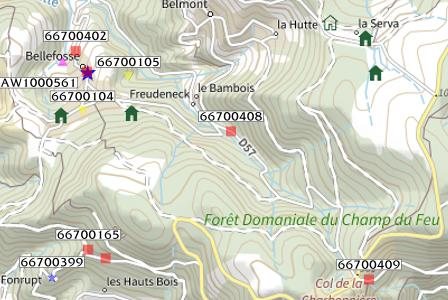 Belmont
la Hutte
la Serva
66700402
Bellefosse
66700105
AW1000561
le Bambois
Freudeneck
66700104
66700408
D57
Forêt Domaniale du Champ du Feu
66700165
66700399
66700409
Fonrupt
les Hauts Bois
Col de la
Charbonnière